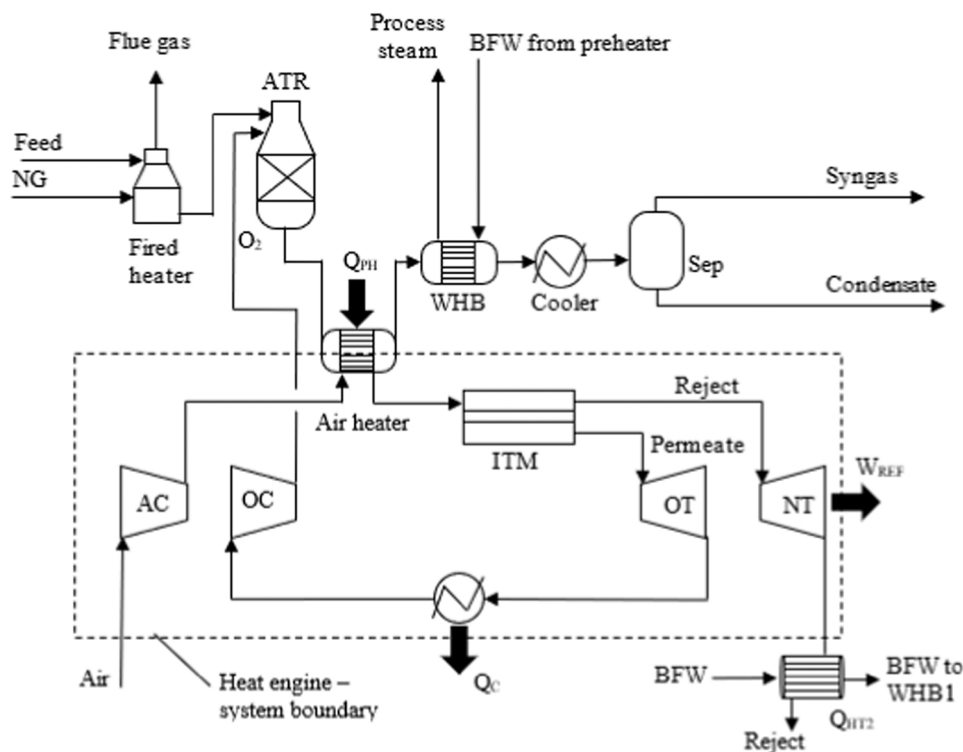 Flue gas
Process
steam
BFW from preheater
ATR
Feed
NG
Fired
heater
O2
QPH
WHB
Cooler
Sep
Syngas
Condensate
Air heater
Reject
Permeate
ITM
WREF
AC
OC
OT
NT
Air
Heat engine –
system boundary
QC
BFW
BFW to
WHB1
QHT2
Reject